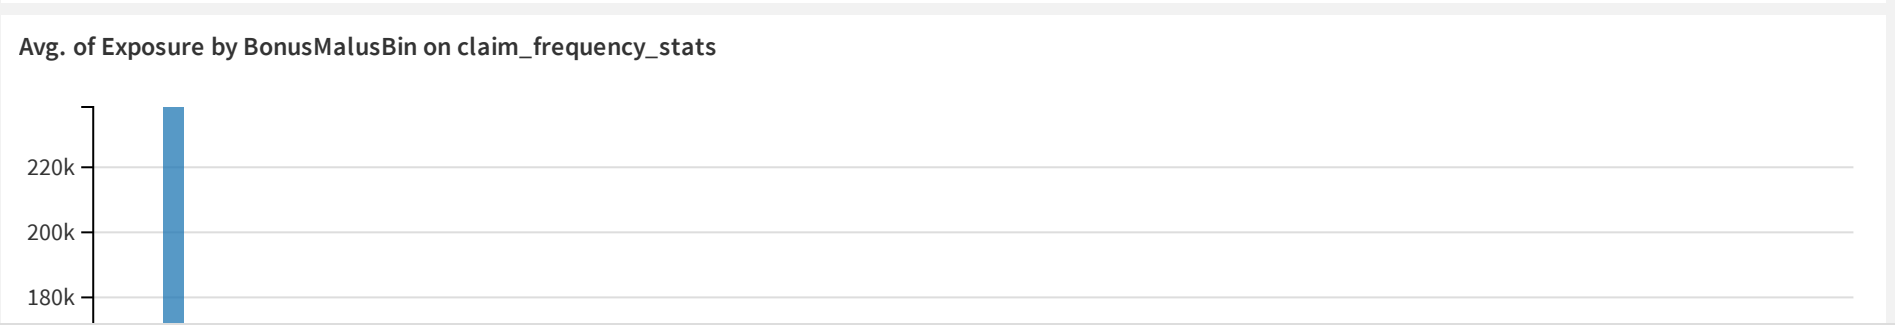 Avg. of Exposure by BonusMalusBin on claim_frequency_stats
220k
200k
180k